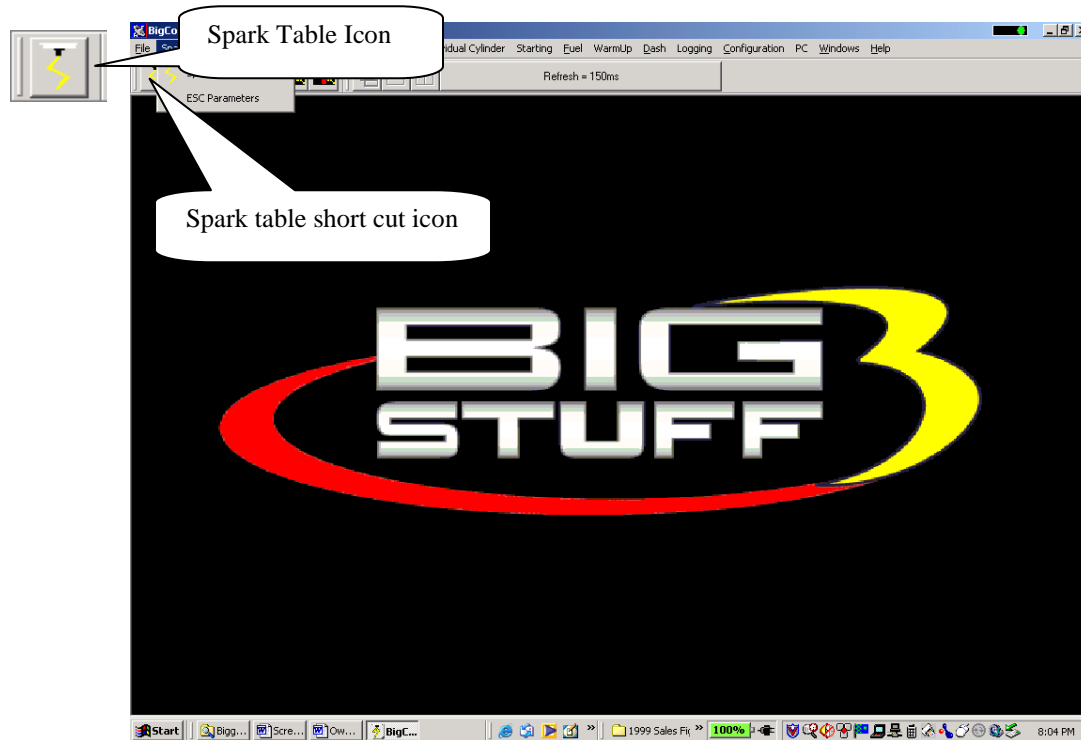 Spark Table Icon
BigCo
File Spa vidual Cylinder Starting Fuel WarmUp Dash Logging Configuration PC Windows Help
Refresh = 150ms
ESC Parameters
Spark table short cut icon
BIG
STUFF
3
Start Bigg... Scre... Ow... BigC... » 1999 Sales Fi » 100% 8:04 PM